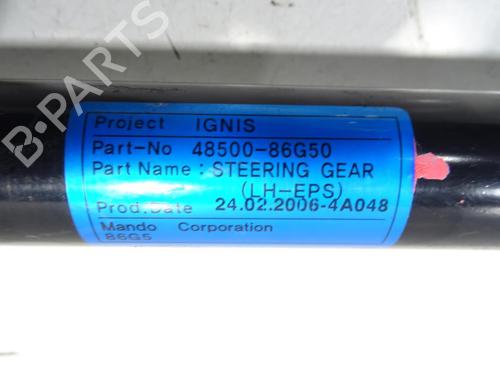 Project IGNIS
Part-No 48500-86G50
Part Name : STEERING GEAR
(LH-EPS)
Prod.Date 24.02.2006-4A048
Mando Corporation
86G5
B-PARTS